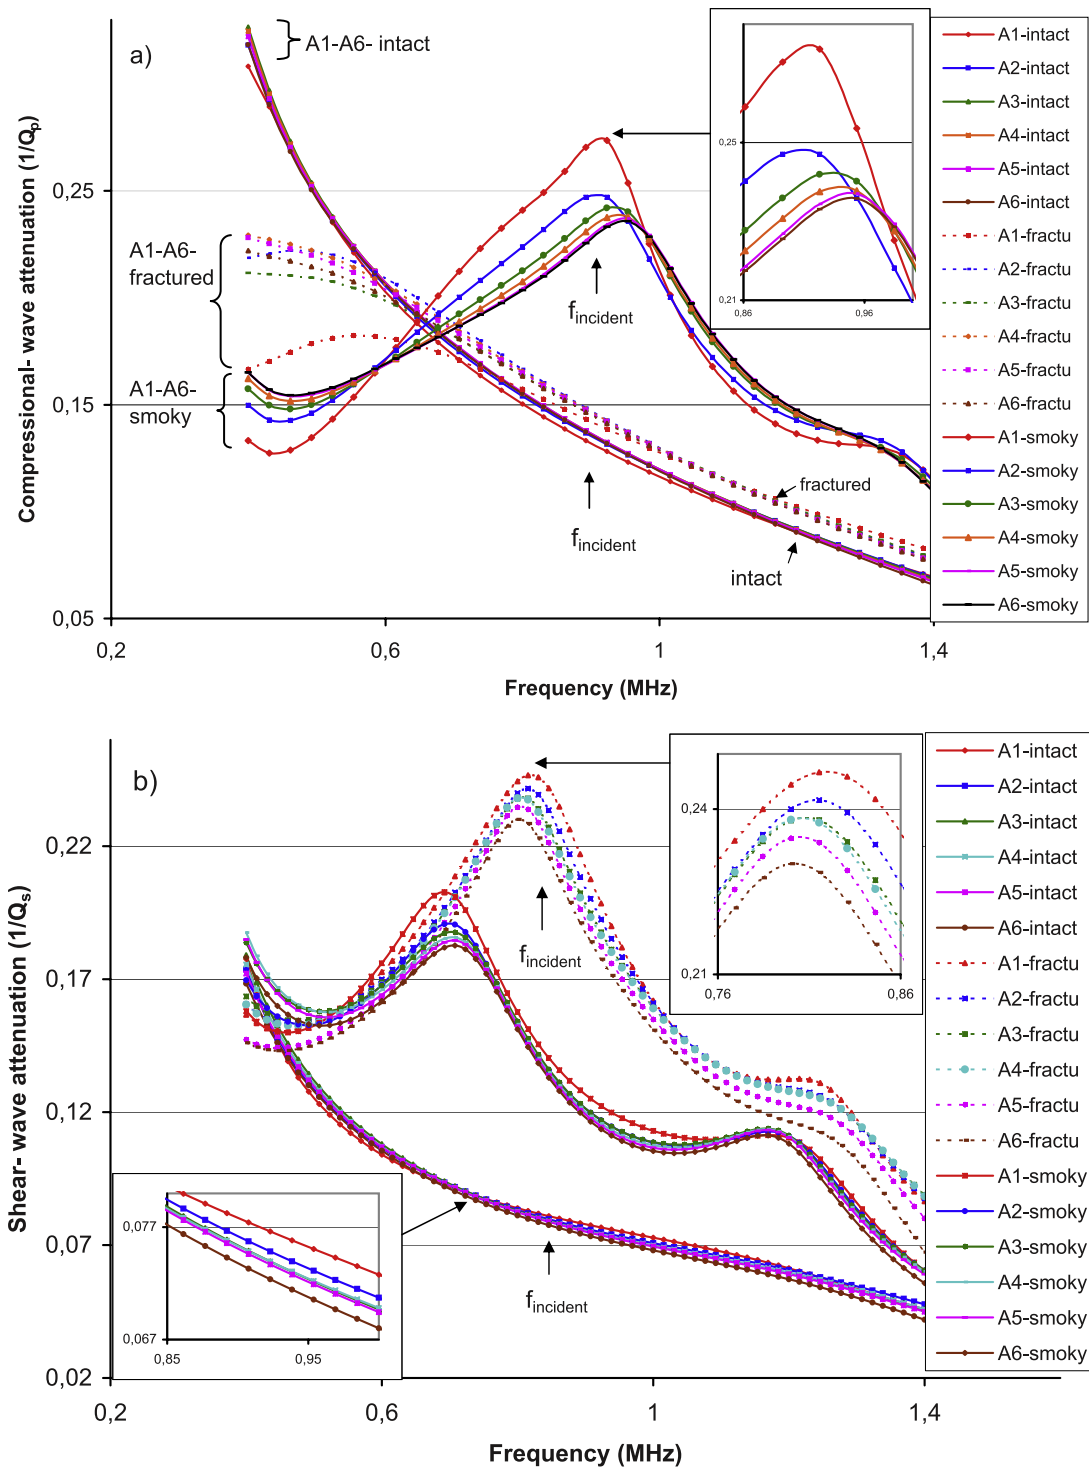 a)
A1-A6- intact
Compressional- wave attenuation (1/Qp)
0,25
0,15
0,05
A1-A6-
fractured
A1-A6-
smoky
f incident
f incident
fractured
intact
0,25
0,21
0,86
0,96
0,2
0,6
1
1,4
Frequency (MHz)
A1-intact
A2-intact
A3-intact
A4-intact
A5-intact
A6-intact
A1-fractu
A2-fractu
A3-fractu
A4-fractu
A5-fractu
A6-fractu
A1-smoky
A2-smoky
A3-smoky
A4-smoky
A5-smoky
A6-smoky
b)
Shear- wave attenuation (1/Qs)
0,22
0,17
0,12
0,07
0,02
f incident
f incident
0,24
0,21
0,76
0,86
0,077
0,067
0,85
0,95
0,2
0,6
1
1,4
Frequency (MHz)
A1-intact
A2-intact
A3-intact
A4-intact
A5-intact
A6-intact
A1-fractu
A2-fractu
A3-fractu
A4-fractu
A5-fractu
A6-fractu
A1-smoky
A2-smoky
A3-smoky
A4-smoky
A5-smoky
A6-smoky